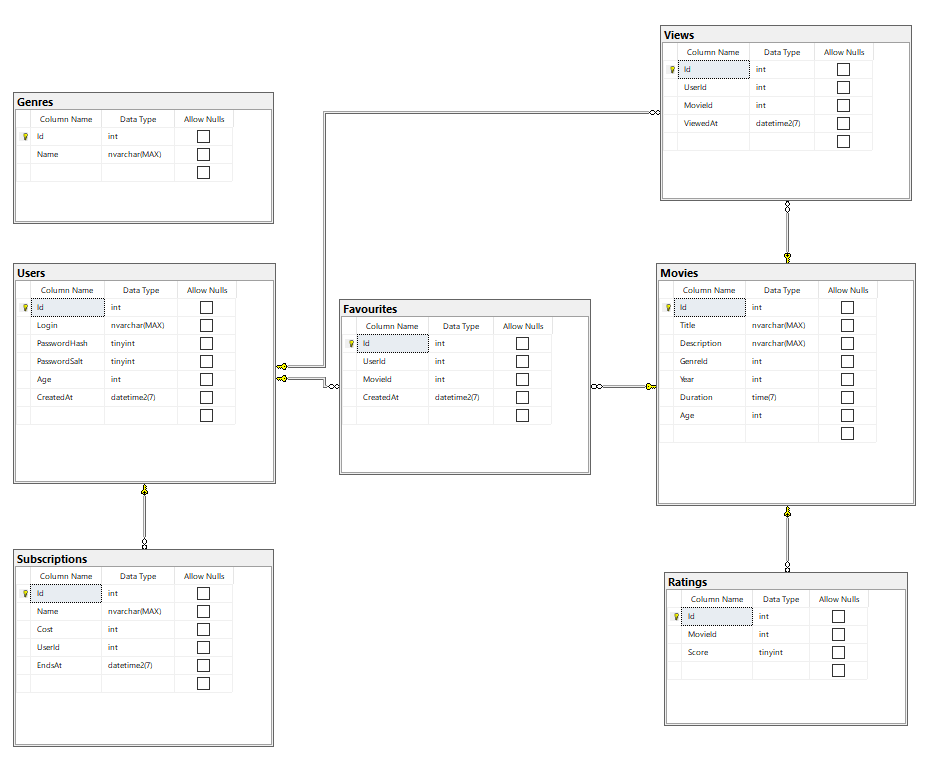 Genres
Column Name Data Type Allow Nulls
Id int
Name nvarchar(MAX)
Users
Column Name Data Type Allow Nulls
Id int
Login nvarchar(MAX)
PasswordHash tinyint
PasswordSalt tinyint
Age int
CreatedAt datetime2(7)
Subscriptions
Column Name Data Type Allow Nulls
Id int
Name nvarchar(MAX)
Cost int
UserId int
EndsAt datetime2(7)
Favourites
Column Name Data Type Allow Nulls
Id int
UserId int
MovieId int
CreatedAt datetime2(7)
Views
Column Name Data Type Allow Nulls
Id int
UserId int
MovieId int
ViewedAt datetime2(7)
Movies
Column Name Data Type Allow Nulls
Id int
Title nvarchar(MAX)
Description nvarchar(MAX)
GenreId int
Year int
Duration time(7)
Age int
Ratings
Column Name Data Type Allow Nulls
Id int
MovieId int
Score tinyint